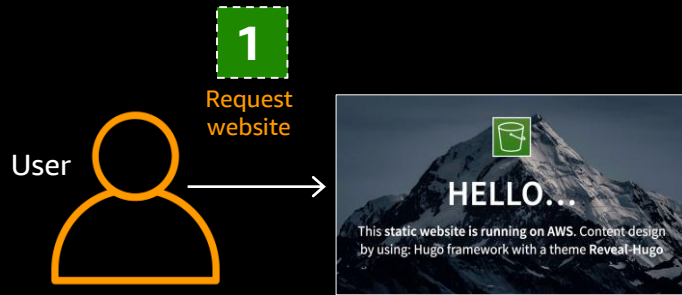 1
Request
website
User
HELLO...
This static website is running on AWS. Content design
by using: Hugo framework with a theme Reveal-Hugo